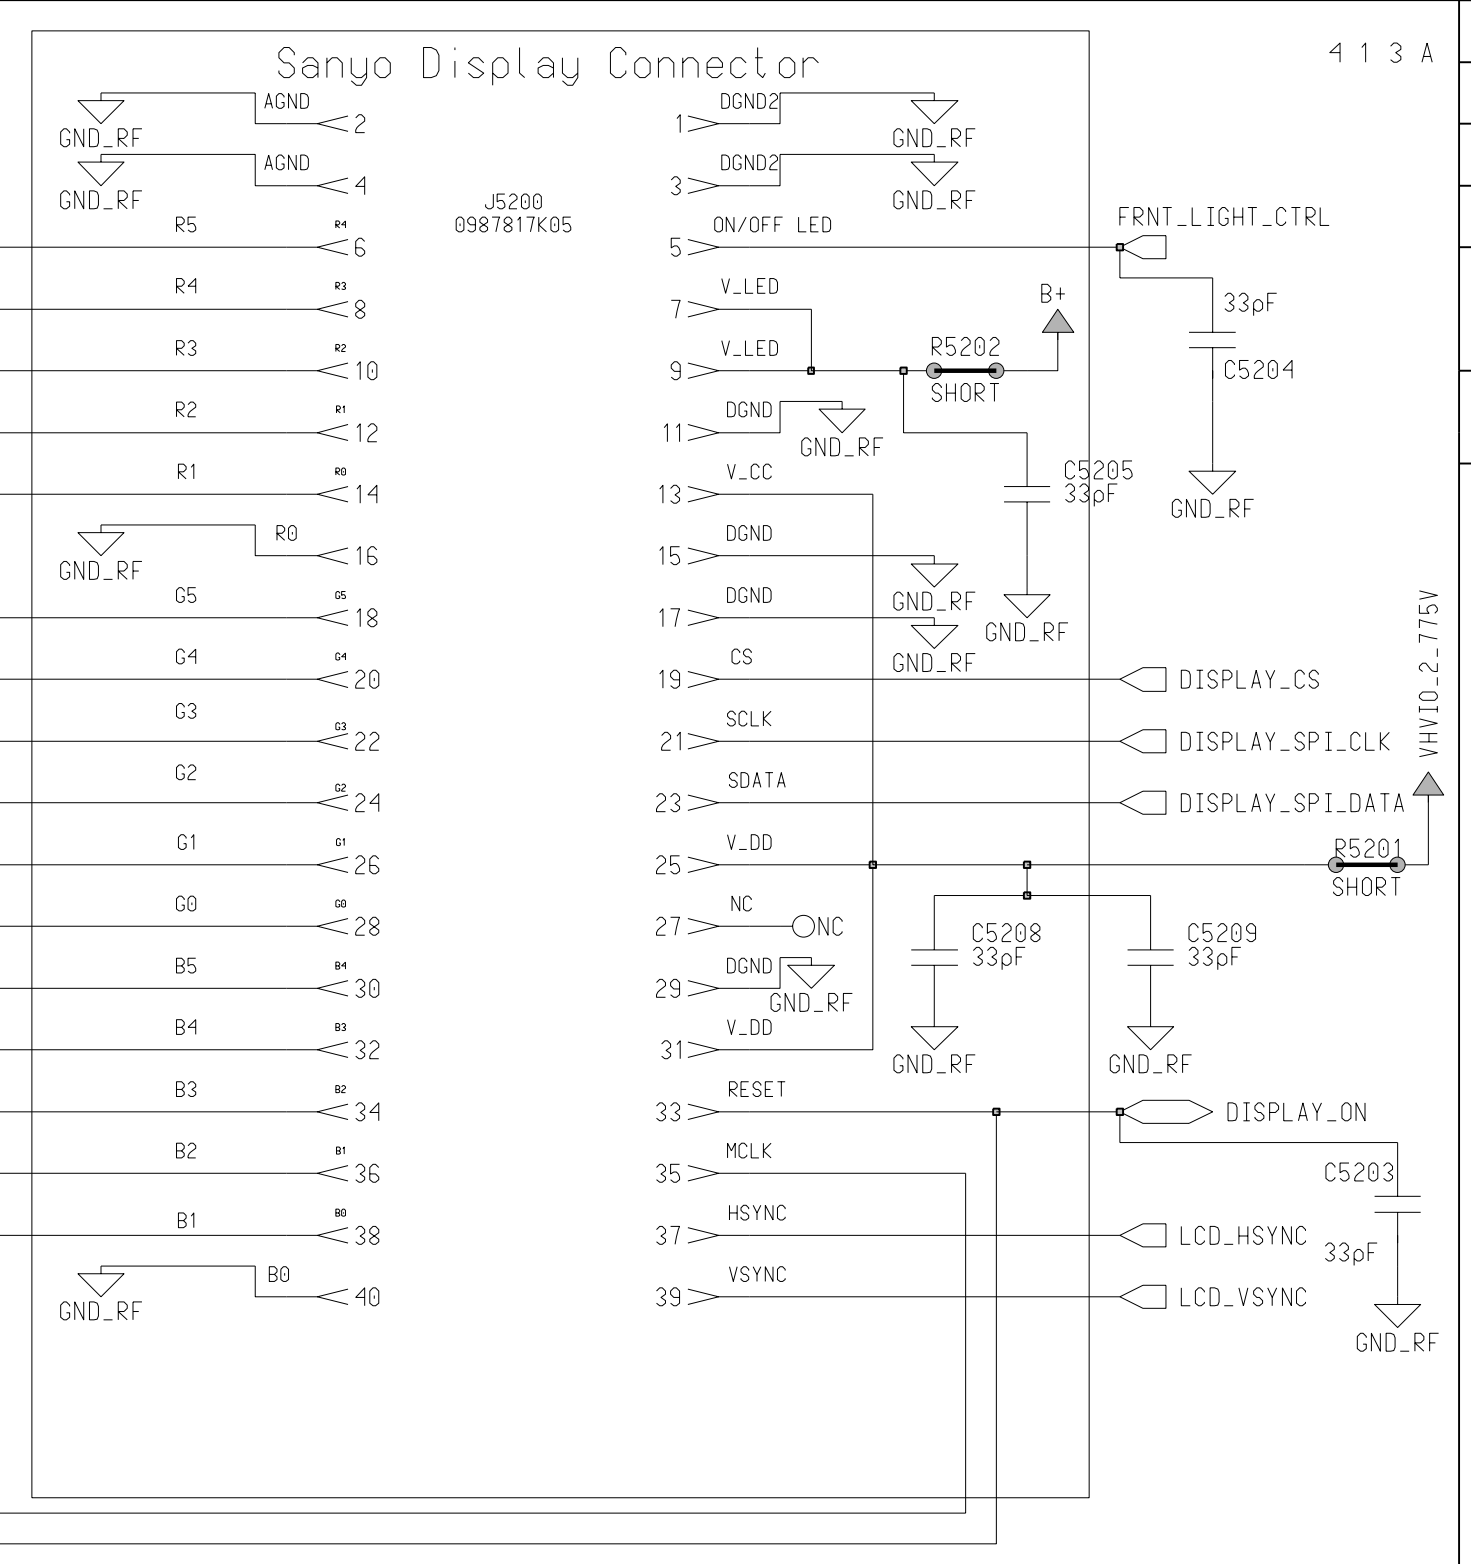 Sanyo Display Connector
413A
AGND
2
GND_RF
DGND2
1
GND_RF
AGND
4
GND_RF
DGND2
3
GND_RF
J5200
0987817K05
R5
R4
6
ON/OFF LED
5
FRNT_LIGHT_CTRL
R4
R3
8
V_LED
7
B+
33pF
C5204
GND_RF
R3
R2
10
V_LED
9
R5202
SHORT
R2
R1
12
DGND
11
GND_RF
R1
R0
14
V_CC
13
C5205
33pF
GND_RF
R0
16
GND_RF
DGND
15
GND_RF
G5
G5
18
DGND
17
GND_RF
G4
G4
20
CS
19
DISPLAY_CS
VHVIO_2_775V
G3
G3
22
SCLK
21
DISPLAY_SPI_CLK
G2
G2
24
SDATA
23
DISPLAY_SPI_DATA
G1
G1
26
V_DD
25
R5201
SHORT
G0
G0
28
NC
27
NC
C5208
33pF
GND_RF
C5209
33pF
GND_RF
B5
B4
30
DGND
29
GND_RF
B4
B3
32
V_DD
31
B3
B2
34
RESET
33
DISPLAY_ON
B2
B1
36
MCLK
35
C5203
33pF
GND_RF
B1
B0
38
HSYNC
37
LCD_HSYNC
B0
40
GND_RF
VSYNC
39
LCD_VSYNC